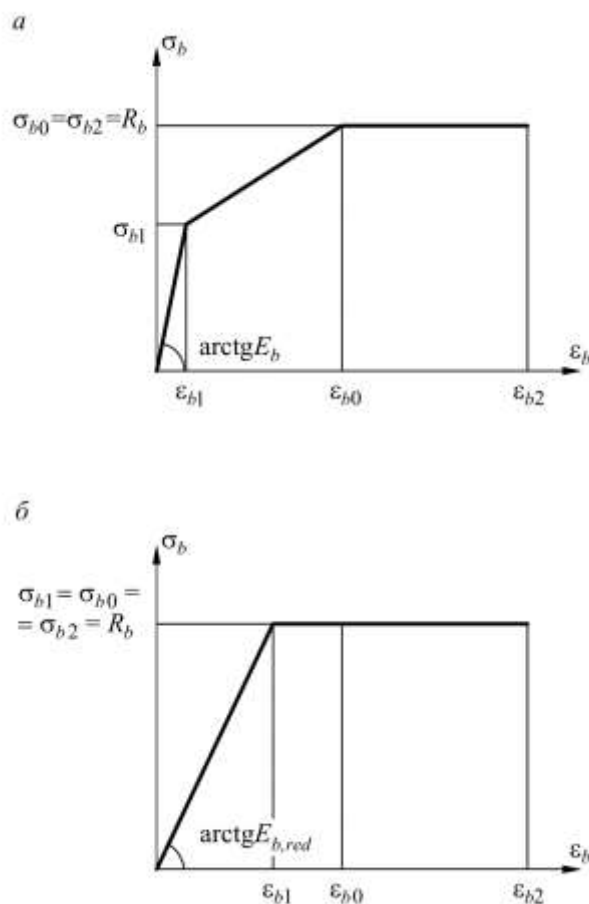 а
σb
σb0=σb2=Rb
σb1
arctgEb
εb
εb1
εb0
εb2
б
σb
σb1= σb0 =
= σb2 = Rb
arctgEb,red
εb
εb1
εb0
εb2